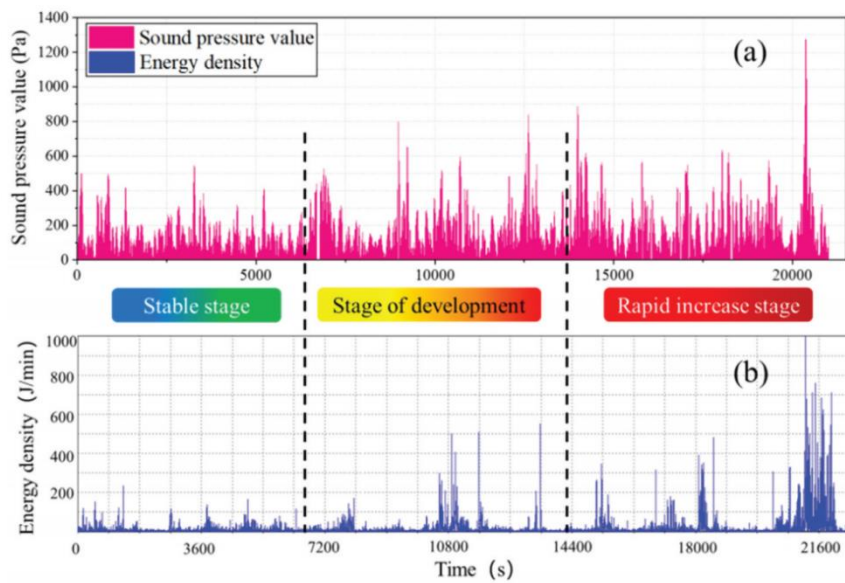 Sound pressure value (Pa)
1400
1200
1000
800
600
400
200
0
Sound pressure value
Energy density
(a)
0 5000 10000 15000 20000
Stable stage Stage of development Rapid increase stage
Energy density (J/min)
1000
800
600
400
200
(b)
0 3600 7200 10800 14400 18000 21600
Time (s)